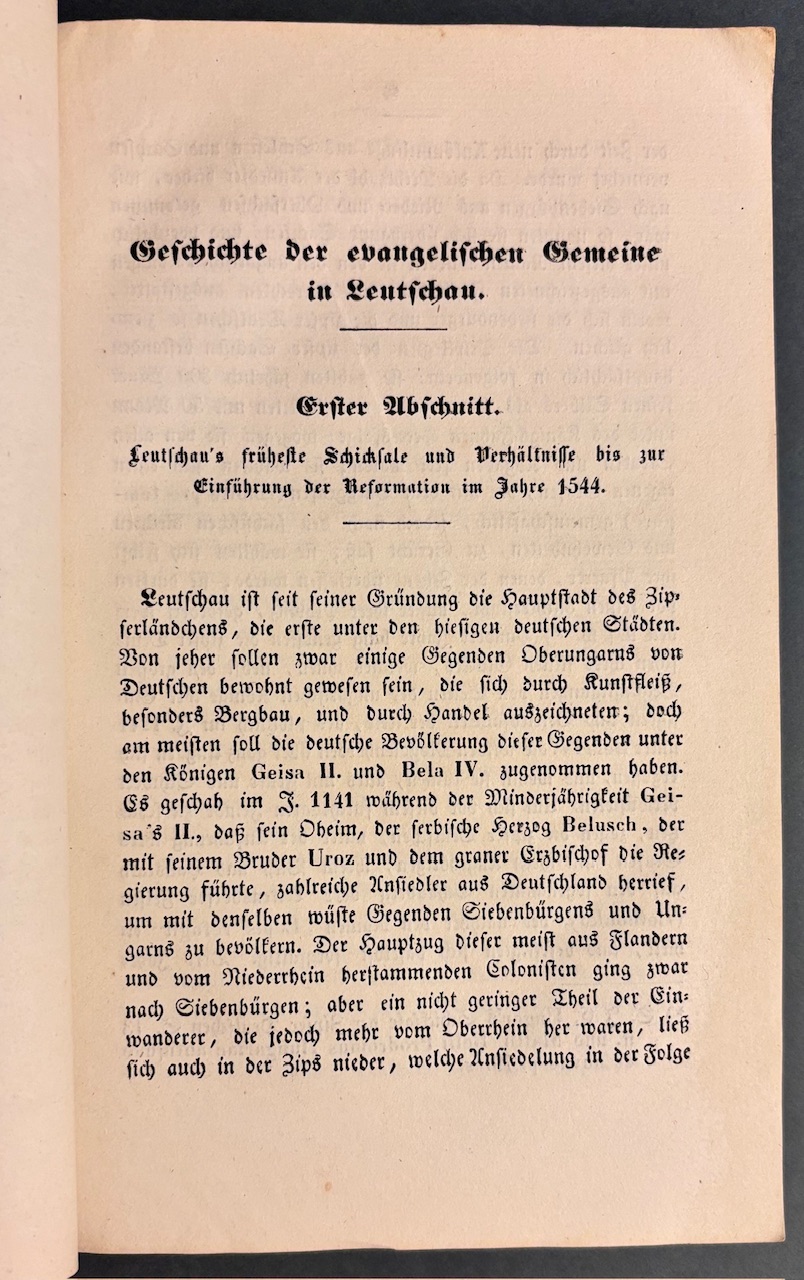 Geschichte der evangelischen Gemeine
in Leutschau.
Erster Abschnitt.
Leutschau's früheste Schicksale und Verhältnisse bis zur
Einführung der Reformation im Jahre 1544.
Leutschau ist seit seiner Gründung die Hauptstadt des Zip-
serländchens, die erste unter den hiesigen deutschen Städten.
Von jeher sollen zwar einige Gegenden Oberungarns von
Deutschen bewohnt gewesen sein, die sich durch Kunstfleiß,
besonders Bergbau, und durch Handel auszeichneten; doch
am meisten soll die deutsche Bevölkerung dieser Gegenden unter
den Königen Geisa II. und Bela IV. zugenommen haben.
Es geschah im J. 1141 während der Minderjährigkeit Gei-
sa's II., daß sein Oheim, der serbische Herzog Belusch, der
mit seinem Bruder Uroz und dem graner Erzbischof die Re-
gierung führte, zahlreiche Ansiedler aus Deutschland herrief,
um mit denselben wüste Gegenden Siebenbürgens und Un-
garns zu bevölkern. Der Hauptzug dieser meist aus Flandern
und vom Niederrhein herstammenden Colonisten ging zwar
nach Siebenbürgen; aber ein nicht geringer Theil der Ein-
wanderer, die jedoch mehr vom Oberrhein her waren, ließ
sich auch in der Zips nieder, welche Ansiedelung in der Folge